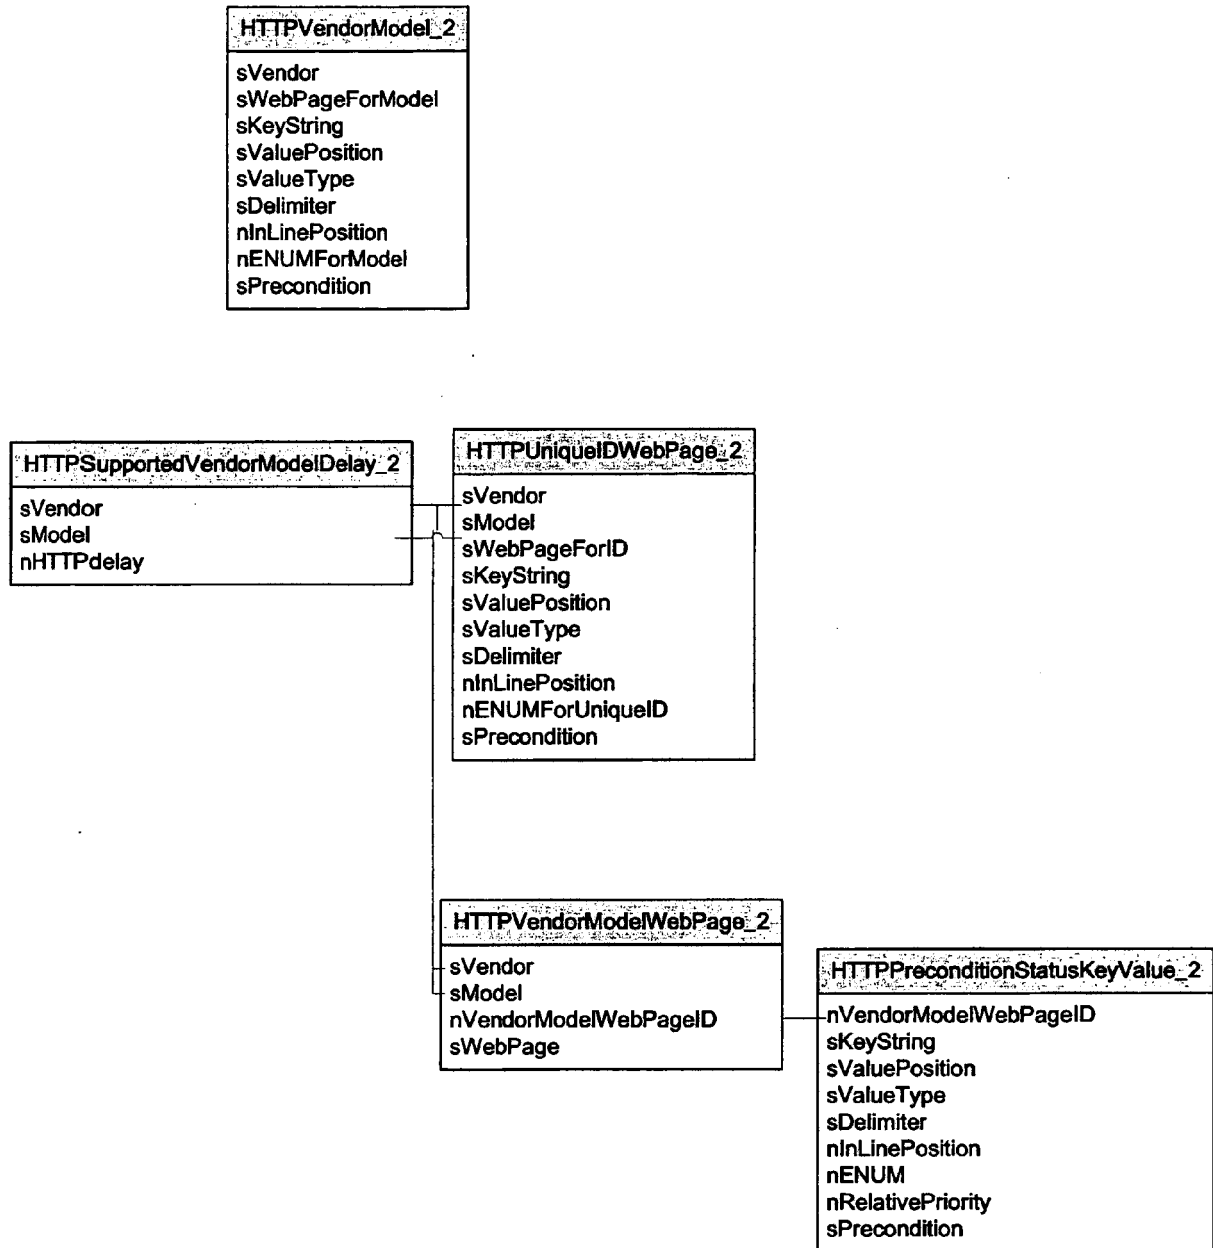 HTTPVendorModel_2
sVendor
sWebPageForModel
sKeyString
sValuePosition
sValueType
sDelimiter
nInLinePosition
nENUMForModel
sPrecondition
HTTPSupportedVendorModelDelay_2
sVendor
sModel
nHTTPdelay
HTTPUniqueIDWebPage_2
sVendor
sModel
sWebPageForID
sKeyString
sValuePosition
sValueType
sDelimiter
nInLinePosition
nENUMForUniqueID
sPrecondition
HTTPVendorModelWebPage_2
sVendor
sModel
nVendorModelWebPageID
sWebPage
HTTPPreconditionStatusKeyValue_2
nVendorModelWebPageID
sKeyString
sValuePosition
sValueType
sDelimiter
nInLinePosition
nENUM
nRelativePriority
sPrecondition